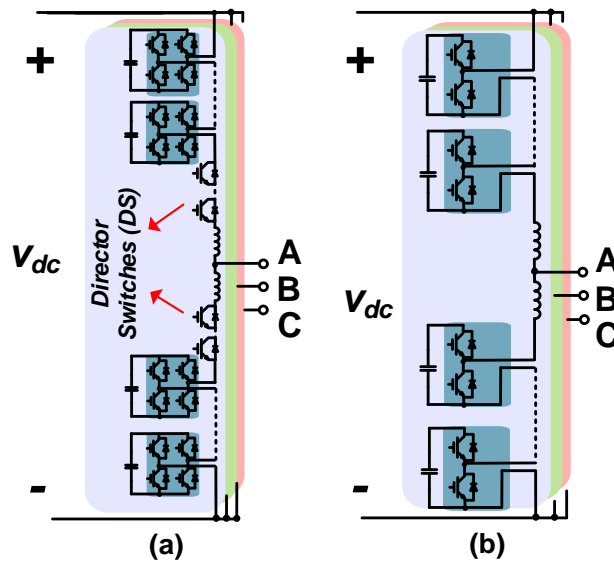 +
+
v_dc
Director
Switches (DS)
A
B
C
v_dc
A
B
C
-
-
(a)
(b)